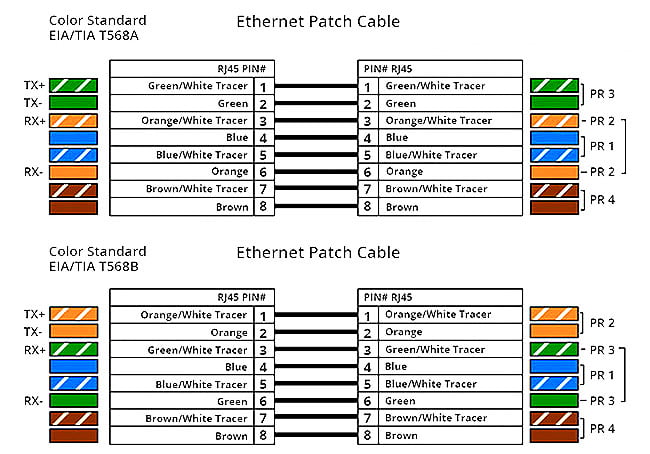 Color Standard
EIA/TIA T568A
Ethernet Patch Cable
RJ45 PIN# PIN# RJ45
TX+ Green/White Tracer 1 1 Green/White Tracer PR 3
TX- Green 2 2 Green
RX+ Orange/White Tracer 3 3 Orange/White Tracer PR 2
Blue 4 4 Blue PR 1
Blue/White Tracer 5 5 Blue/White Tracer
RX- Orange 6 6 Orange PR 2
Brown/White Tracer 7 7 Brown/White Tracer PR 4
Brown 8 8 Brown
Color Standard
EIA/TIA T568B
Ethernet Patch Cable
RJ45 PIN# PIN# RJ45
TX+ Orange/White Tracer 1 1 Orange/White Tracer PR 2
TX- Orange 2 2 Orange
RX+ Green/White Tracer 3 3 Green/White Tracer PR 3
Blue 4 4 Blue PR 1
Blue/White Tracer 5 5 Blue/White Tracer
RX- Green 6 6 Green PR 3
Brown/White Tracer 7 7 Brown/White Tracer PR 4
Brown 8 8 Brown